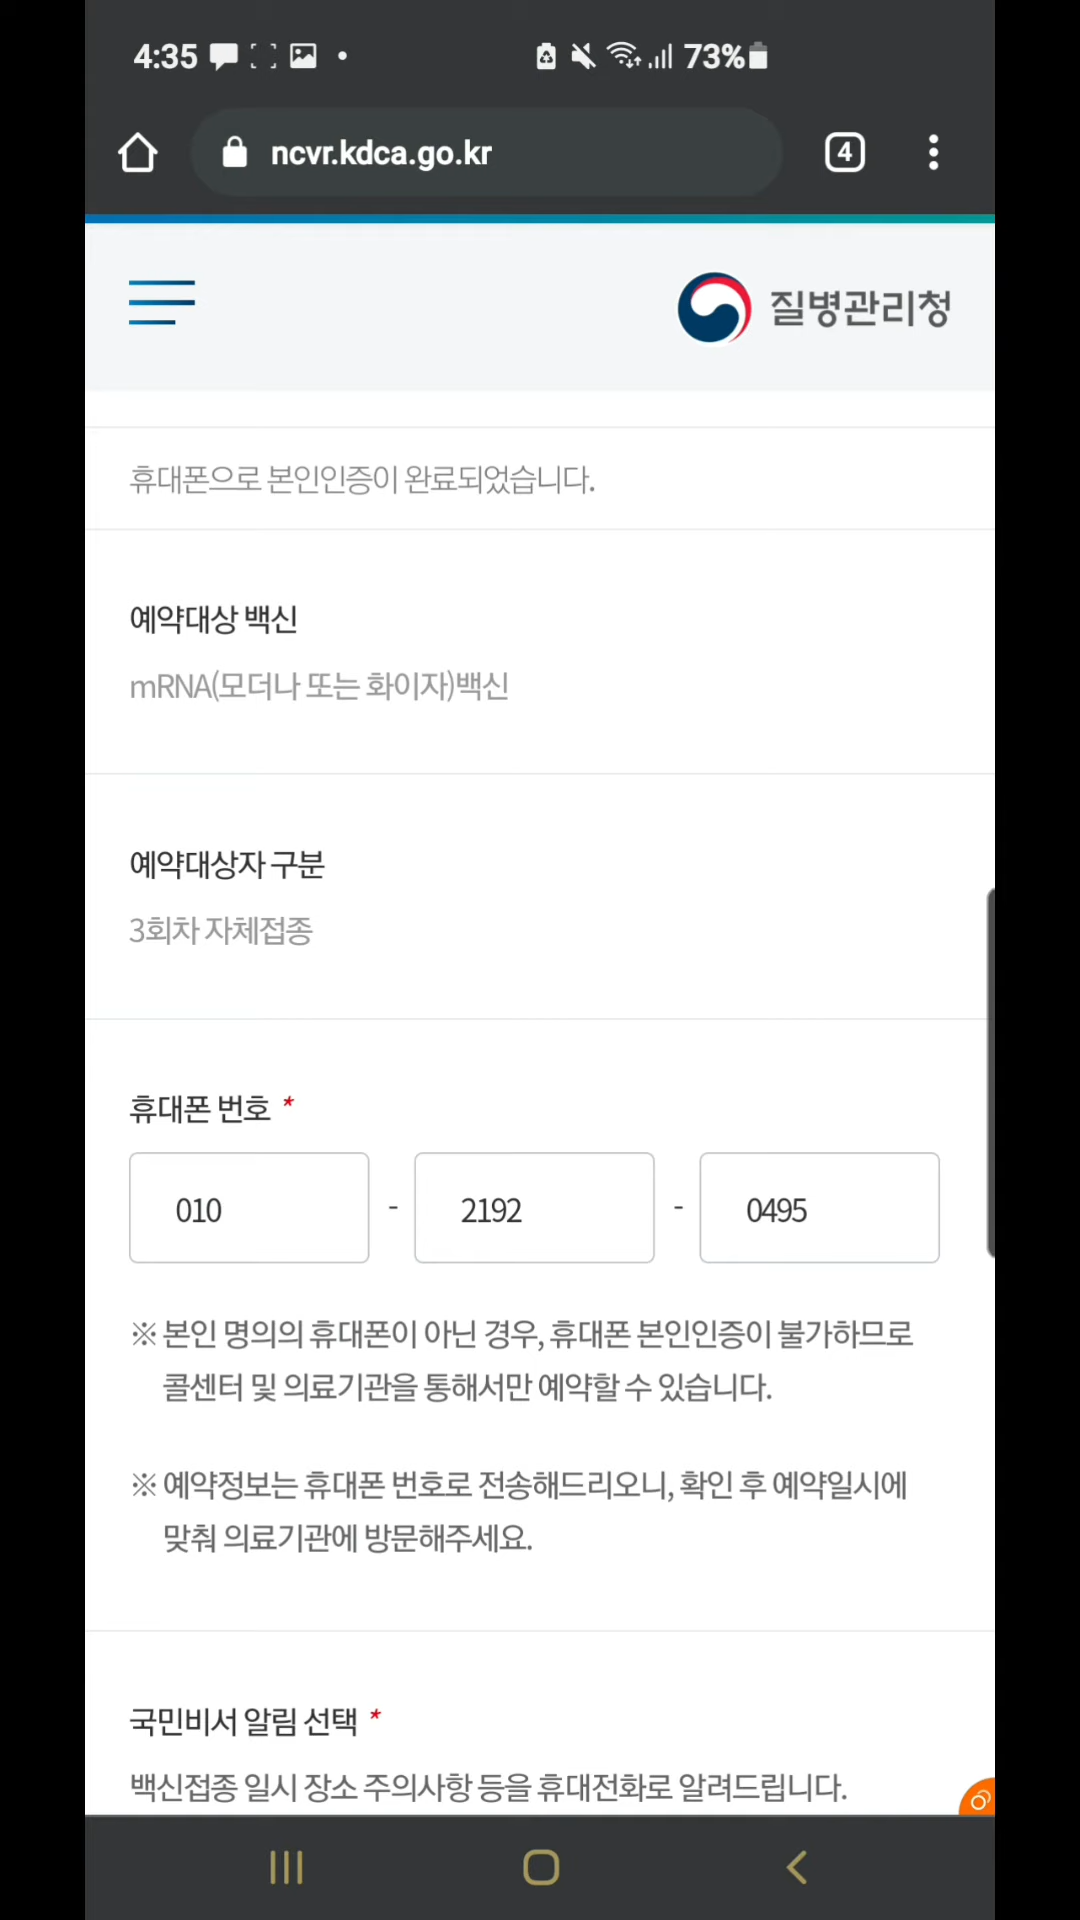 4:35 73%
ncvr.kdca.go.kr 4
질병관리청
휴대폰으로 본인인증이 완료되었습니다.
예약대상 백신
mRNA(모더나 또는 화이자)백신
예약대상자 구분
3회차 자체접종
휴대폰 번호 *
010 - 2192 - 0495
※ 본인 명의의 휴대폰이 아닌 경우, 휴대폰 본인인증이 불가하므로
콜센터 및 의료기관을 통해서만 예약할 수 있습니다.
※ 예약정보는 휴대폰 번호로 전송해드리오니, 확인 후 예약일시에
맞춰 의료기관에 방문해주세요.
국민비서 알림 선택 *
백신접종 일시 장소 주의사항 등을 휴대전화로 알려드립니다.